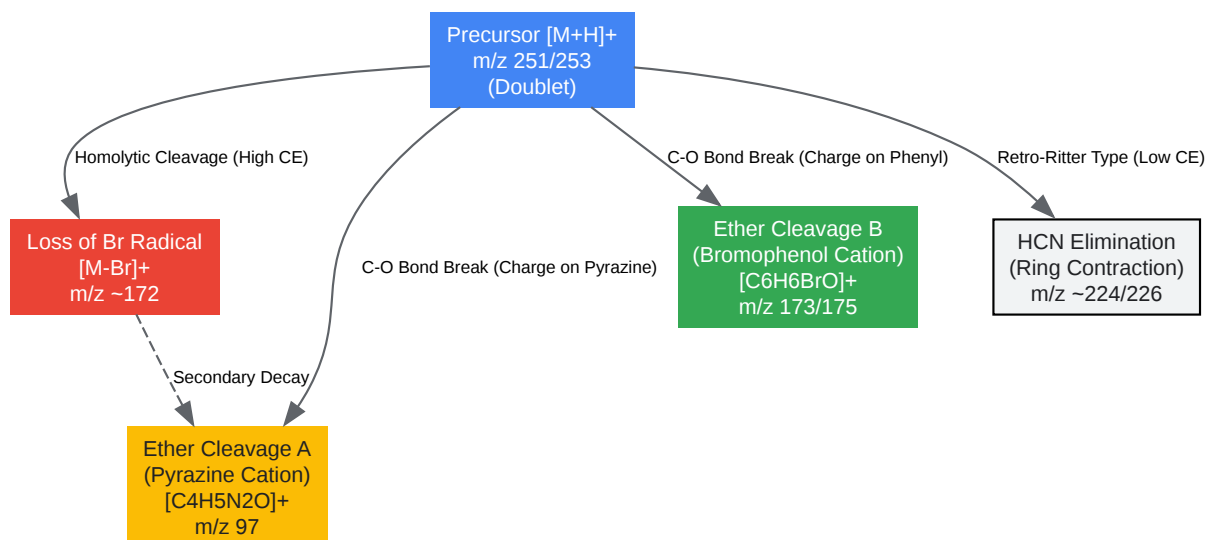 Precursor [M+H]+
m/z 251/253
(Doublet)
Homolytic Cleavage (High CE)
C-O Bond Break (Charge on Phenyl)
Retro-Ritter Type (Low CE)
Loss of Br Radical
[M-Br]+
m/z ~172
C-O Bond Break (Charge on Pyrazine)
Ether Cleavage B
(Bromophenol Cation)
[C6H6BrO]+
m/z 173/175
HCN Elimination
(Ring Contraction)
m/z ~224/226
Secondary Decay
Ether Cleavage A
(Pyrazine Cation)
[C4H5N2O]+
m/z 97